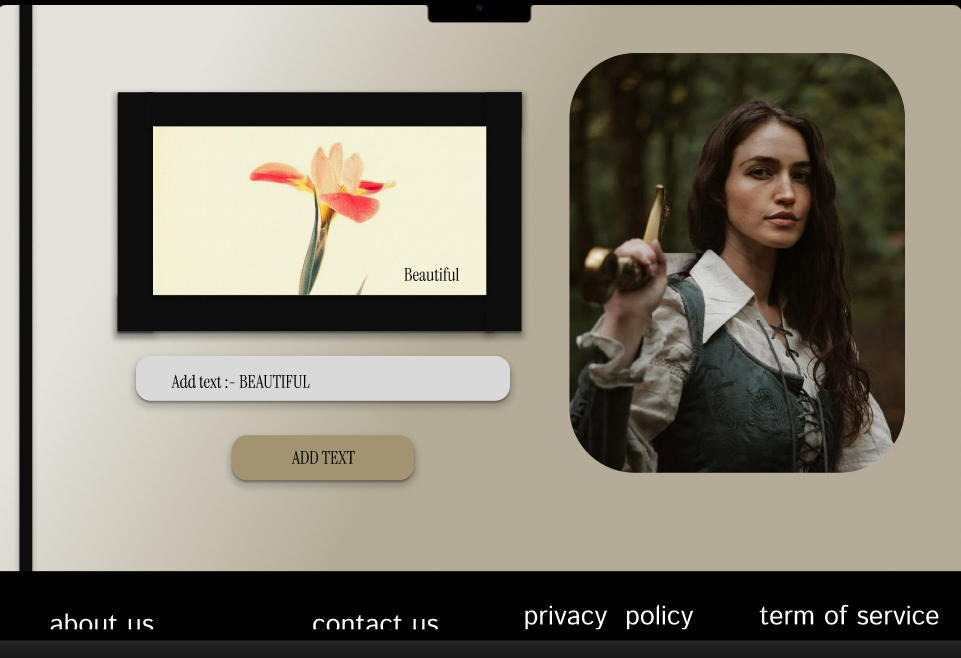 Beautiful
Add text :- BEAUTIFUL
ADD TEXT
about us
contact us
privacy policy
term of service